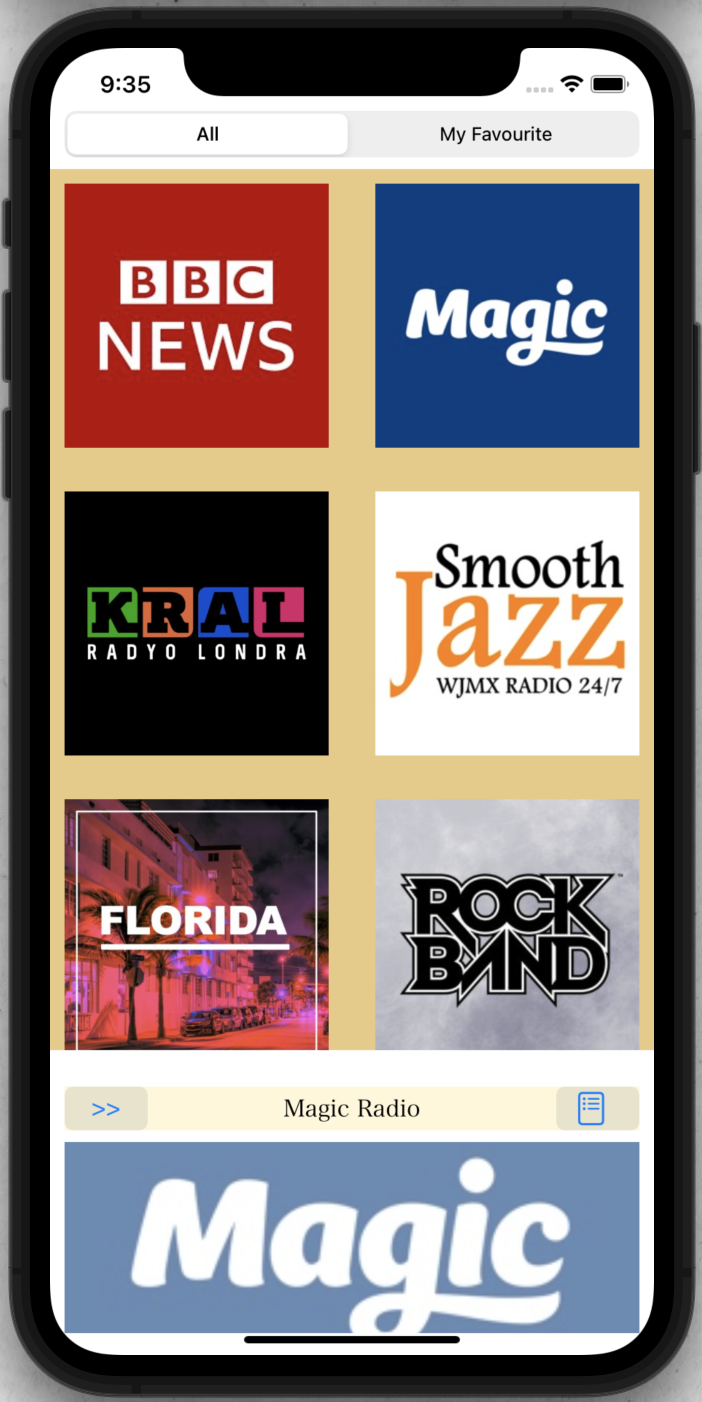 9:35
All
My Favourite
BBC
NEWS
Magic
KRAL
RADYO LONDRA
Smooth
Jazz
WJMX RADIO 24/7
FLORIDA
ROCK
BAND™
>>
Magic Radio
Magic